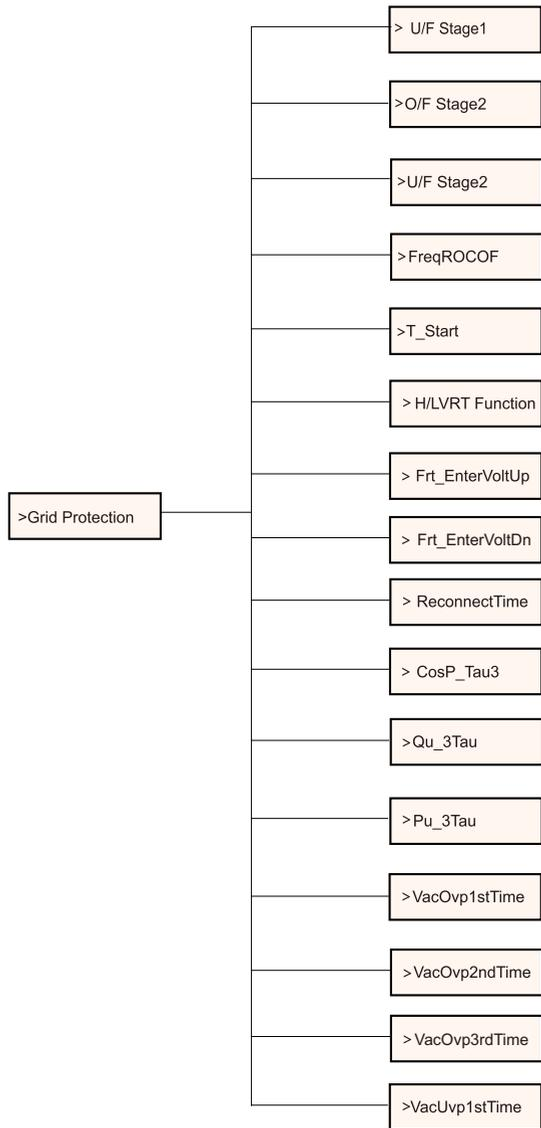 > U/F Stage1
>O/F Stage2
>U/F Stage2
>FreqROCOF
>T_Start
> H/LVRT Function
> Frt_EnterVoltUp
>Grid Protection
> Frt_EnterVoltDn
> ReconnectTime
> CosP_Tau3
>Qu_3Tau
>Pu_3Tau
>VacOvp1stTime
>VacOvp2ndTime
>VacOvp3rdTime
>VacUvp1stTime